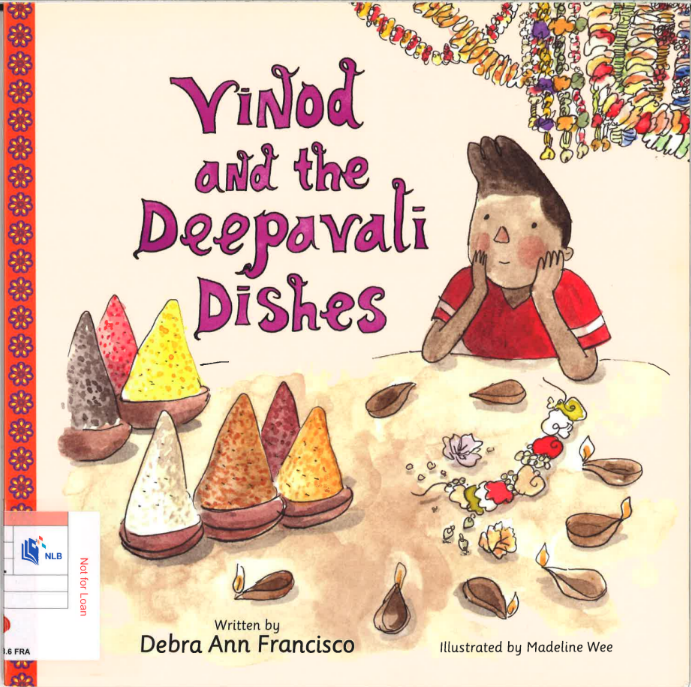 Vinod
and the
Deepavali
Dishes
NLB
Not for Loan
.6 FRA
Written by
Debra Ann Francisco
Illustrated by Madeline Wee